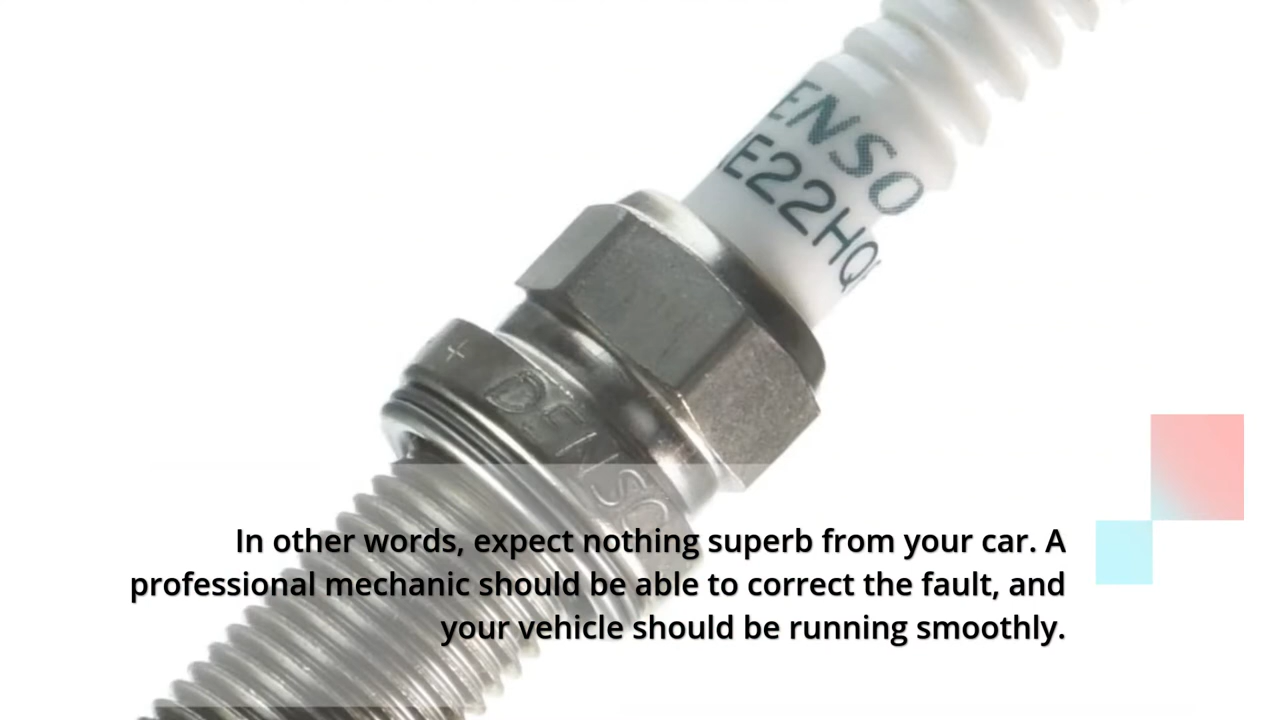 ENSO
E22HQ
DENSO
In other words, expect nothing superb from your car. A
professional mechanic should be able to correct the fault, and
your vehicle should be running smoothly.